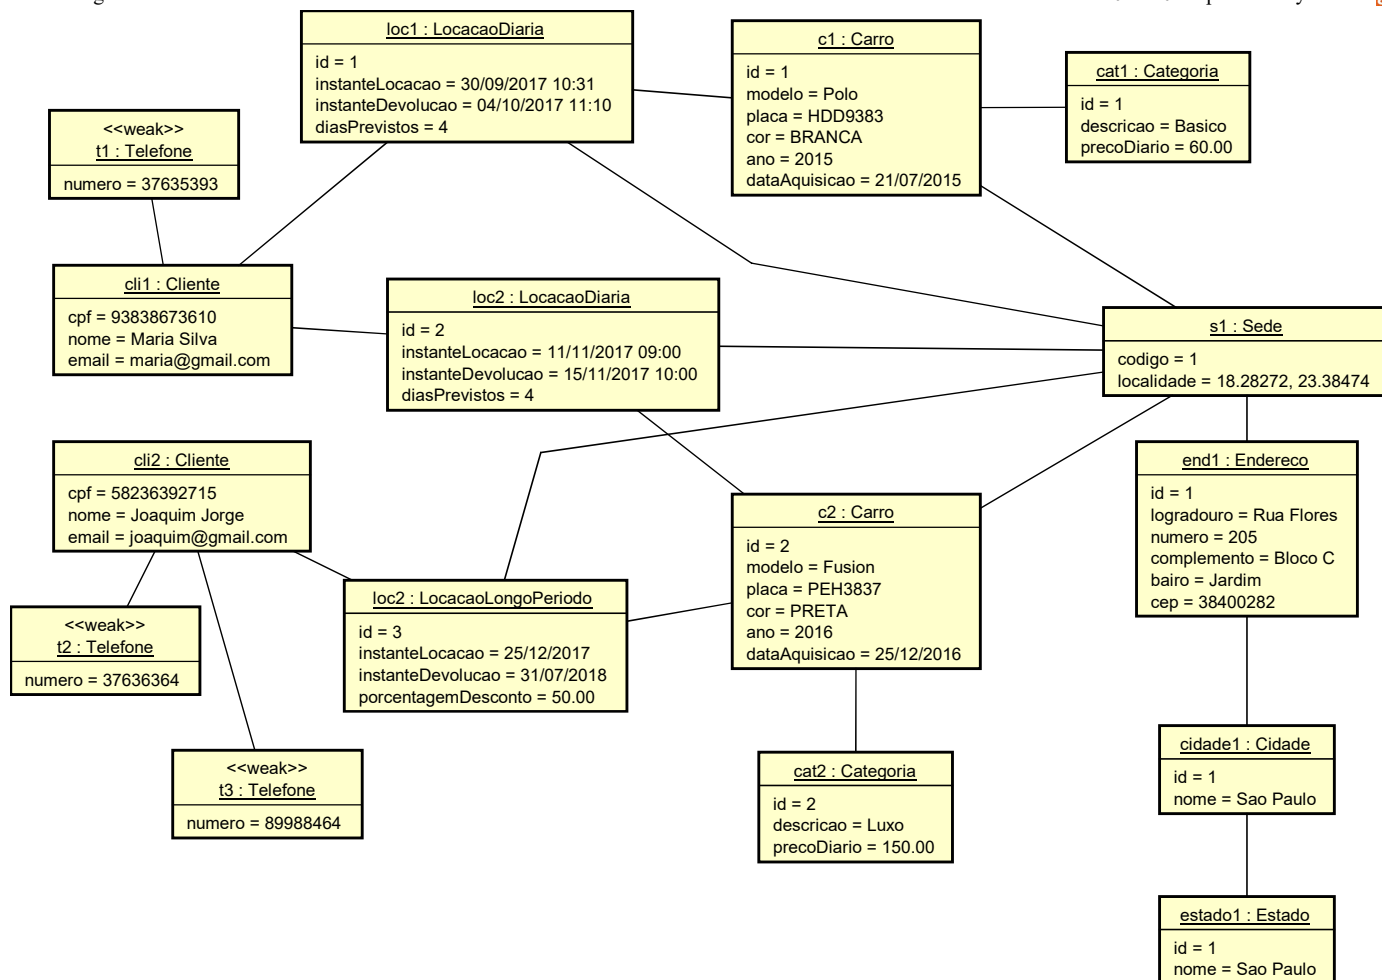 loc1 : LocacaoDiaria
id = 1
instanteLocacao = 30/09/2017 10:31
instanteDevolucao = 04/10/2017 11:10
diasPrevistos = 4
c1 : Carro
id = 1
modelo = Polo
placa = HDD9383
cor = BRANCA
ano = 2015
dataAquisicao = 21/07/2015
cat1 : Categoria
id = 1
descricao = Basico
precoDiario = 60.00
<<weak>>
t1 : Telefone
numero = 37635393
cli1 : Cliente
cpf = 93838673610
nome = Maria Silva
email = maria@gmail.com
loc2 : LocacaoDiaria
id = 2
instanteLocacao = 11/11/2017 09:00
instanteDevolucao = 15/11/2017 10:00
diasPrevistos = 4
s1 : Sede
codigo = 1
localidade = 18.28272, 23.38474
cli2 : Cliente
cpf = 58236392715
nome = Joaquim Jorge
email = joaquim@gmail.com
end1 : Endereco
id = 1
logradouro = Rua Flores
numero = 205
complemento = Bloco C
bairo = Jardim
cep = 38400282
c2 : Carro
id = 2
modelo = Fusion
placa = PEH3837
cor = PRETA
ano = 2016
dataAquisicao = 25/12/2016
loc2 : LocacaoLongoPeriodo
id = 3
instanteLocacao = 25/12/2017
instanteDevolucao = 31/07/2018
porcentagemDesconto = 50.00
<<weak>>
t2 : Telefone
numero = 37636364
<<weak>>
t3 : Telefone
numero = 89988464
cat2 : Categoria
id = 2
descricao = Luxo
precoDiario = 150.00
cidade1 : Cidade
id = 1
nome = Sao Paulo
estado1 : Estado
id = 1
nome = Sao Paulo